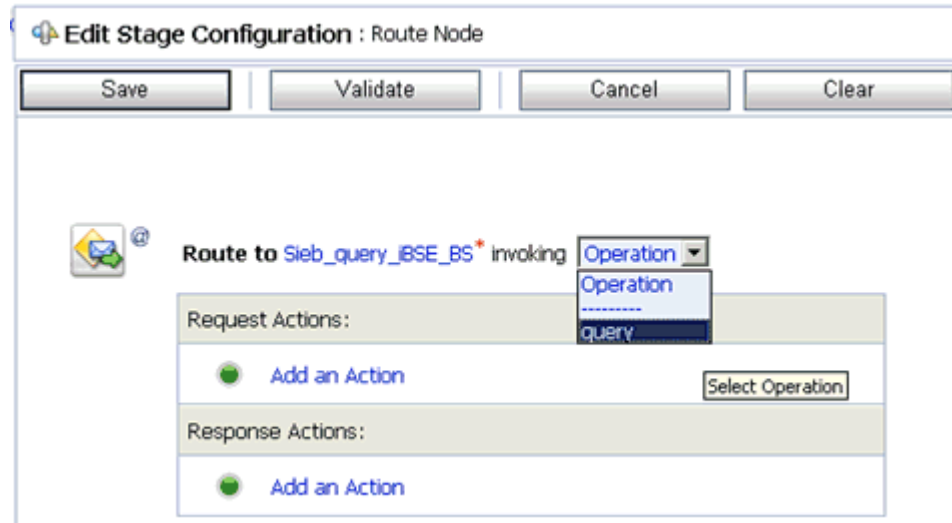 Edit Stage Configuration : Route Node
Save Validate Cancel Clear
@ Route to Sieb_query_iBSE_BS* invoking Operation
Operation
---------
query
Request Actions:
Add an Action
Select Operation
Response Actions:
Add an Action